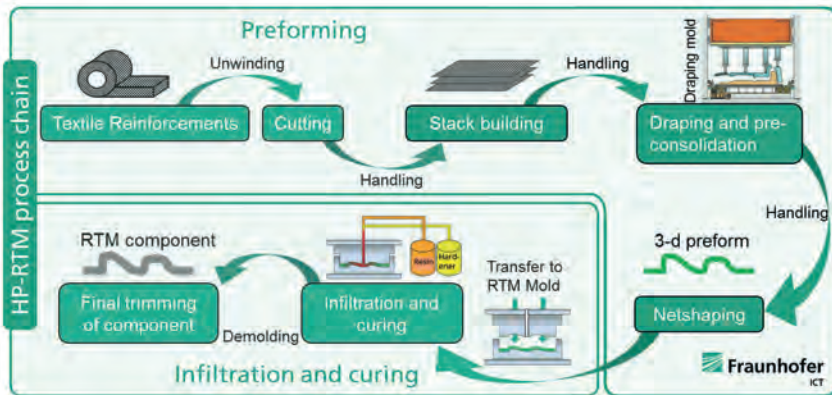 HP-RTM process chain
Preforming
Textile Reinforcements
Unwinding
Cutting
Handling
Stack building
Handling
Draping mold
Draping and pre-
consolidation
Handling
3-d preform
Netshaping
Transfer to
RTM Mold
Resin
Hard-
ener
Infiltration and
curing
Demolding
RTM component
Final trimming
of component
Infiltration and curing
Fraunhofer
ICT